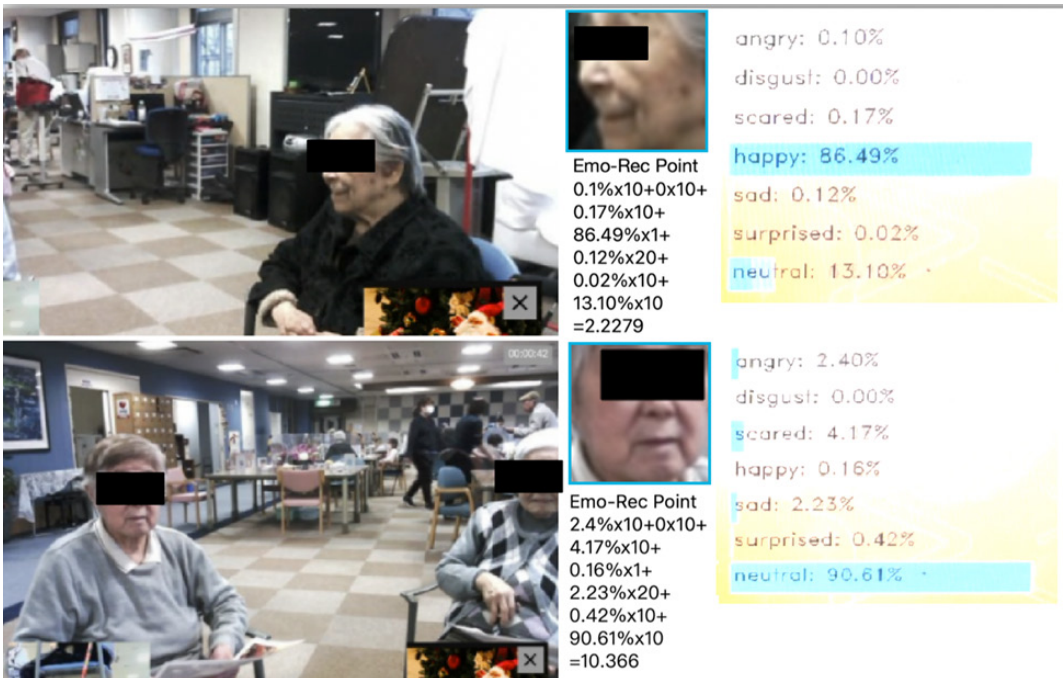 angry: 0.10%
disgust: 0.00%
scared: 0.17%
happy: 86.49%
sad: 0.12%
surprised: 0.02%
neutral: 13.10%
Emo-Rec Point
0.1%x10+0x10+
0.17%x10+
86.49%x1+
0.12%x20+
0.02%x10+
13.10%x10
=2.2279
00:00:42
angry: 2.40%
disgust: 0.00%
scared: 4.17%
happy: 0.16%
sad: 2.23%
surprised: 0.42%
neutral: 90.61%
Emo-Rec Point
2.4%x10+0x10+
4.17%x10+
0.16%x1+
2.23%x20+
0.42%x10+
90.61%x10
=10.366